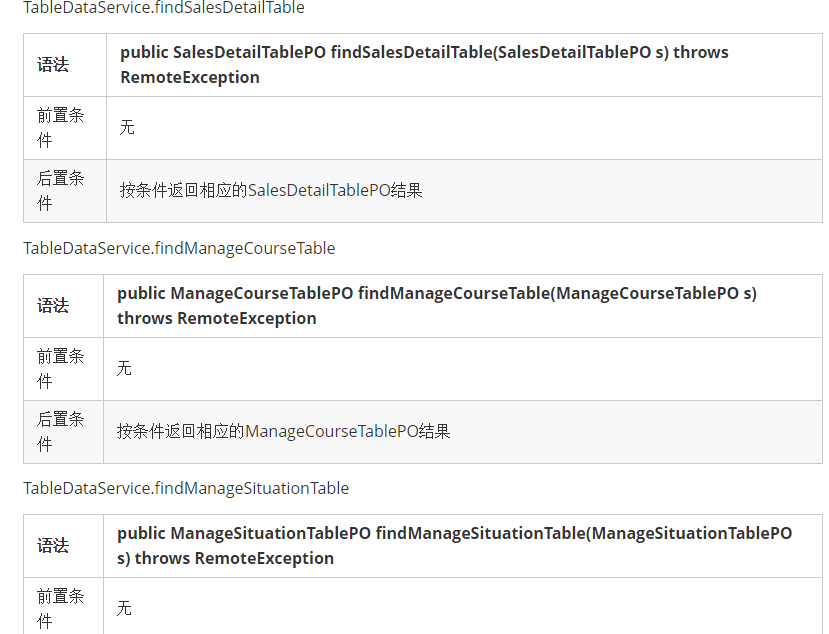 TableDataService.findSalesDetailTable
语法
public SalesDetailTablePO findSalesDetailTable(SalesDetailTablePO s) throws
RemoteException
前置条
件
无
后置条
件
按条件返回相应的SalesDetailTablePO结果
TableDataService.findManageCourseTable
语法
public ManageCourseTablePO findManageCourseTable(ManageCourseTablePO s)
throws RemoteException
前置条
件
无
后置条
件
按条件返回相应的ManageCourseTablePO结果
TableDataService.findManageSituationTable
语法
public ManageSituationTablePO findManageSituationTable(ManageSituationTablePO
s) throws RemoteException
前置条
件
无